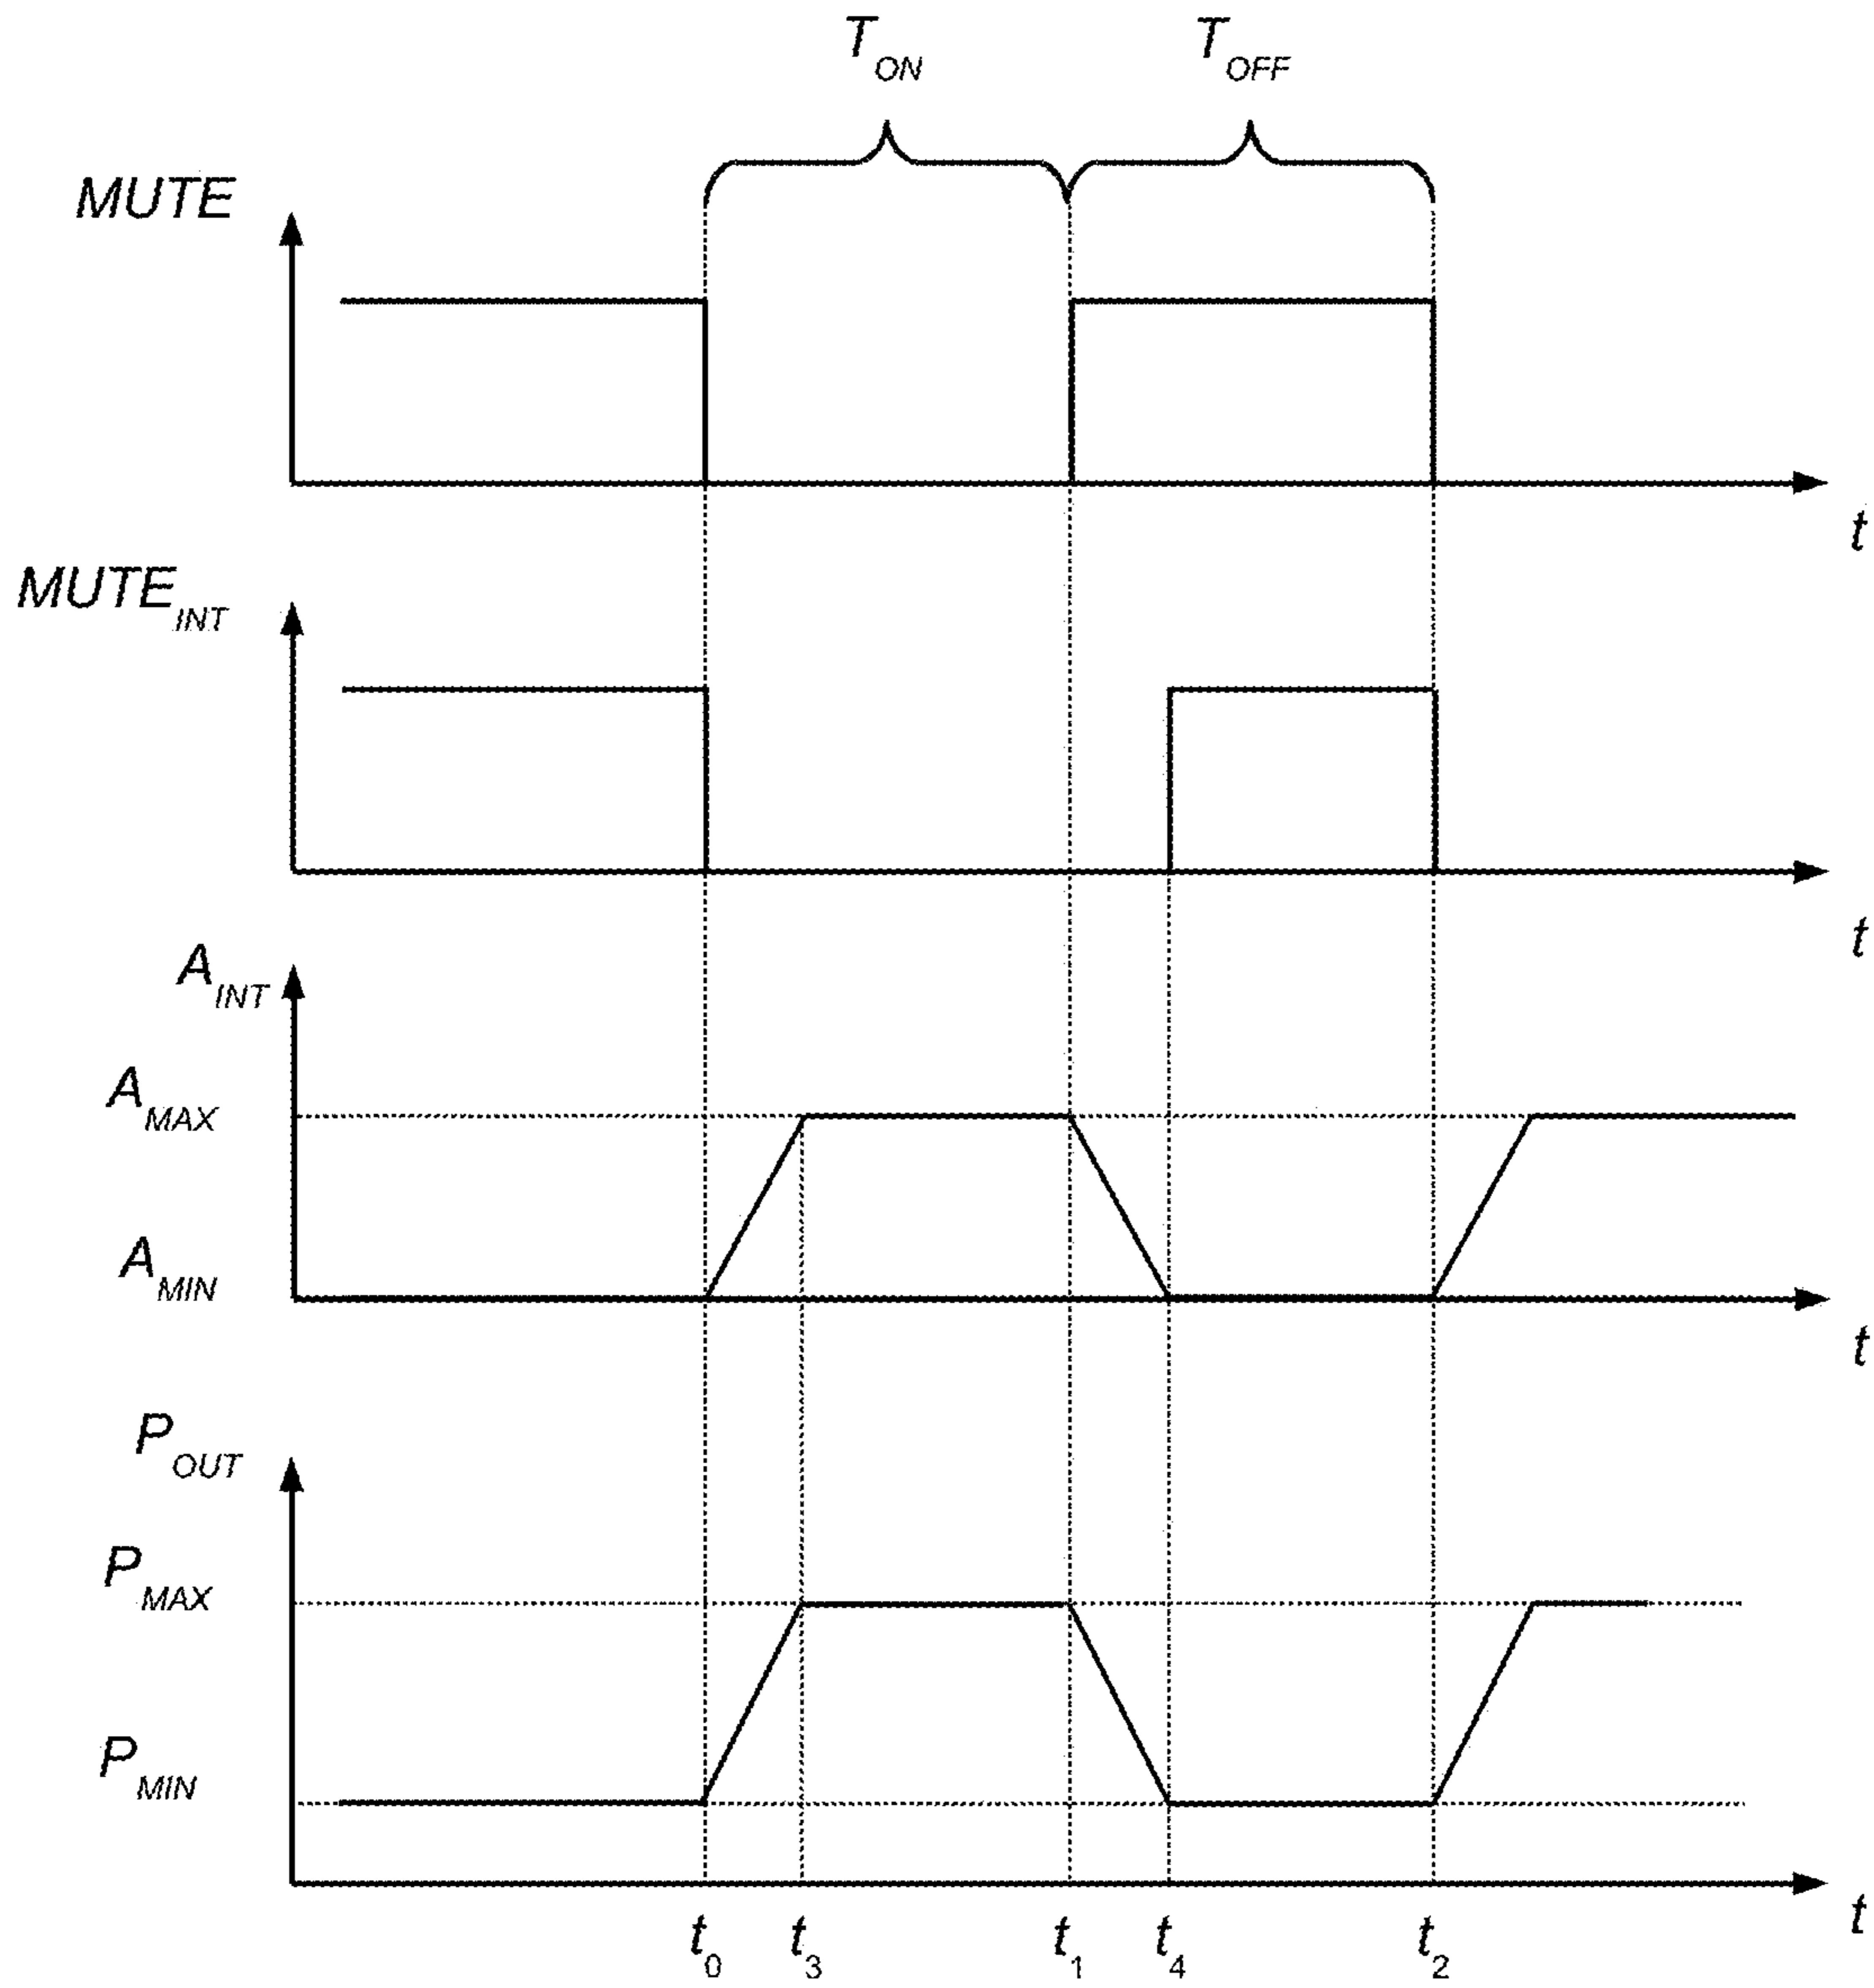 T_ON T_OFF
MUTE
t
MUTE_INT
t
A_INT
A_MAX
A_MIN
t
P_OUT
P_MAX
P_MIN
t
t_0 t_3 t_1 t_4 t_2